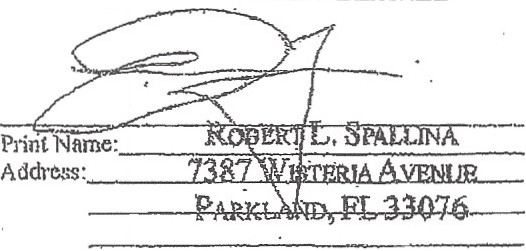 Print Name: ROBERT L. SPALLINA
Address: 7387 WISTERIA AVENUE
PARKLAND, FL 33076